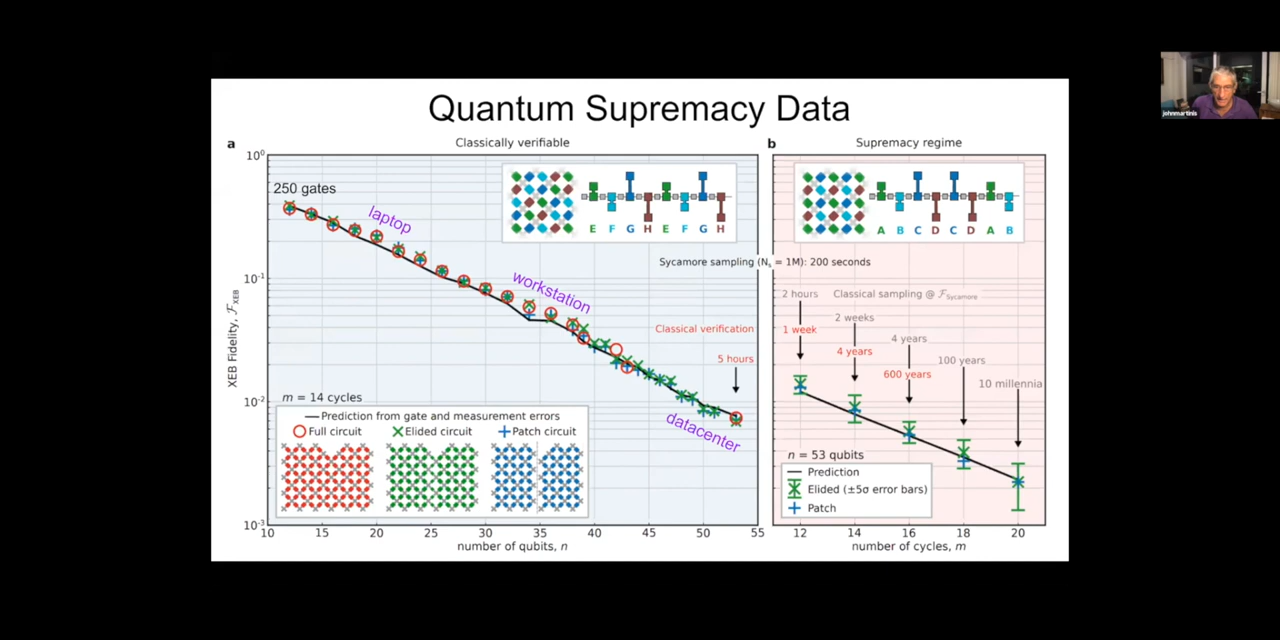 Quantum Supremacy Data
a
Classically verifiable
b
Supremacy regime
10⁰
10⁻¹
10⁻²
10⁻³
XEB Fidelity, ℱ_XEB
250 gates
laptop
workstation
datacenter
E F G H E F G H
A B C D C D A B
Sycamore sampling (Nₛ = 1M): 200 seconds
Classical verification
5 hours
m = 14 cycles
Prediction from gate and measurement errors
Full circuit
Elided circuit
Patch circuit
10 15 20 25 30 35 40 45 50 55
number of qubits, n
2 hours
Classical sampling @ ℱ_Sycamore
1 week
2 weeks
4 years
4 years
600 years
100 years
10 millennia
n = 53 qubits
Prediction
Elided (±5σ error bars)
Patch
12 14 16 18 20
number of cycles, m
johnmartinis